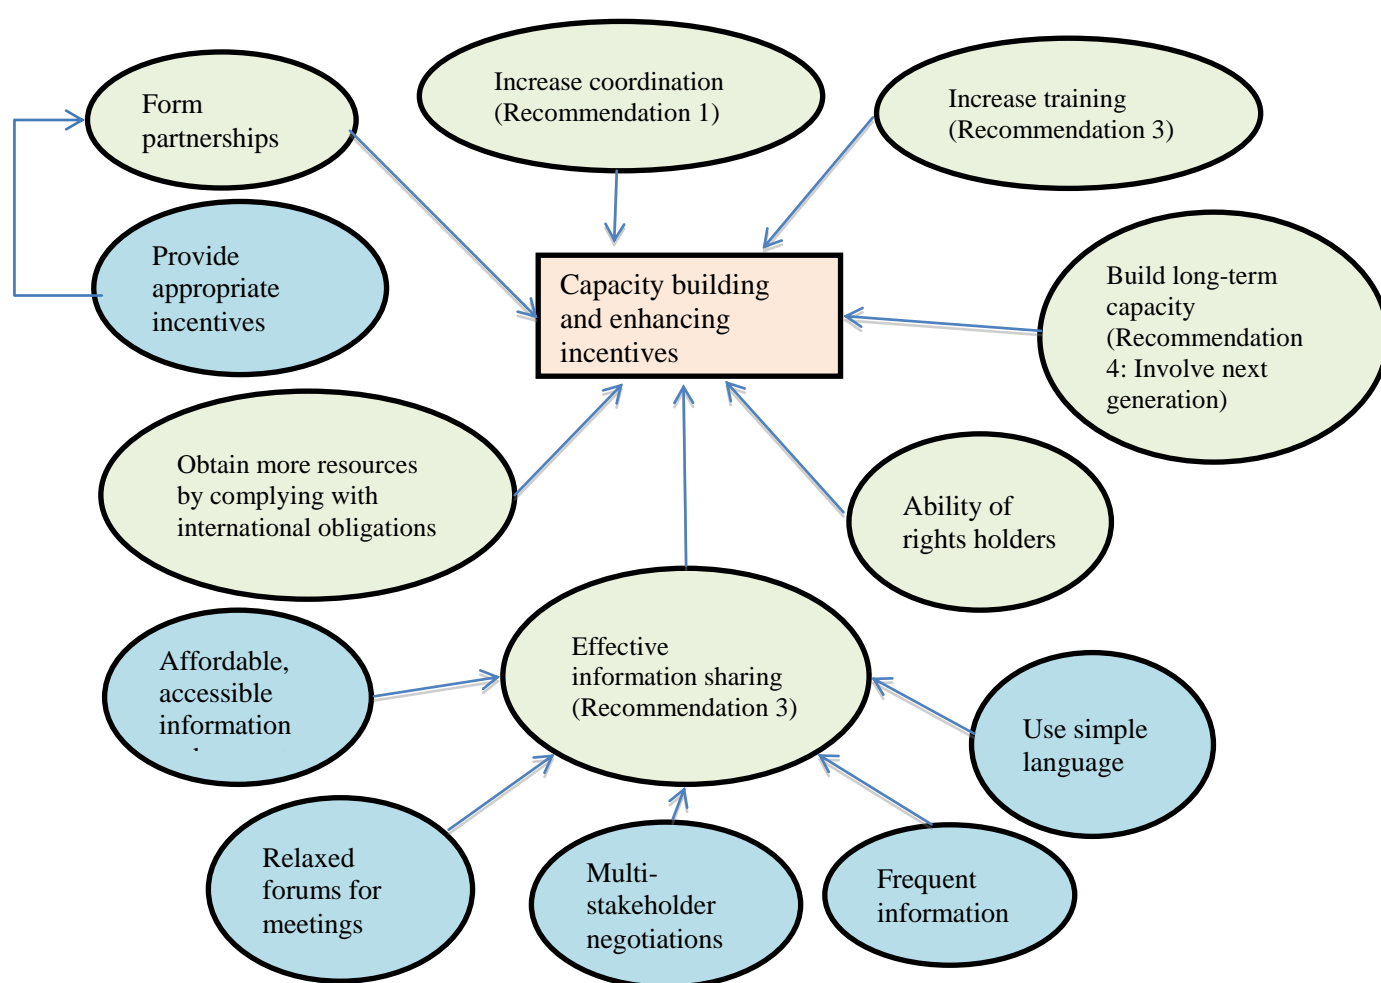 Form
partnerships
Increase coordination
(Recommendation 1)
Increase training
(Recommendation 3)
Provide
appropriate
incentives
Capacity building
and enhancing
incentives
Build long-term
capacity
(Recommendation
4: Involve next
generation)
Obtain more resources
by complying with
international obligations
Ability of
rights holders
Effective
information sharing
(Recommendation 3)
Affordable,
accessible
information
Use simple
language
Relaxed
forums for
meetings
Multi-
stakeholder
negotiations
Frequent
information